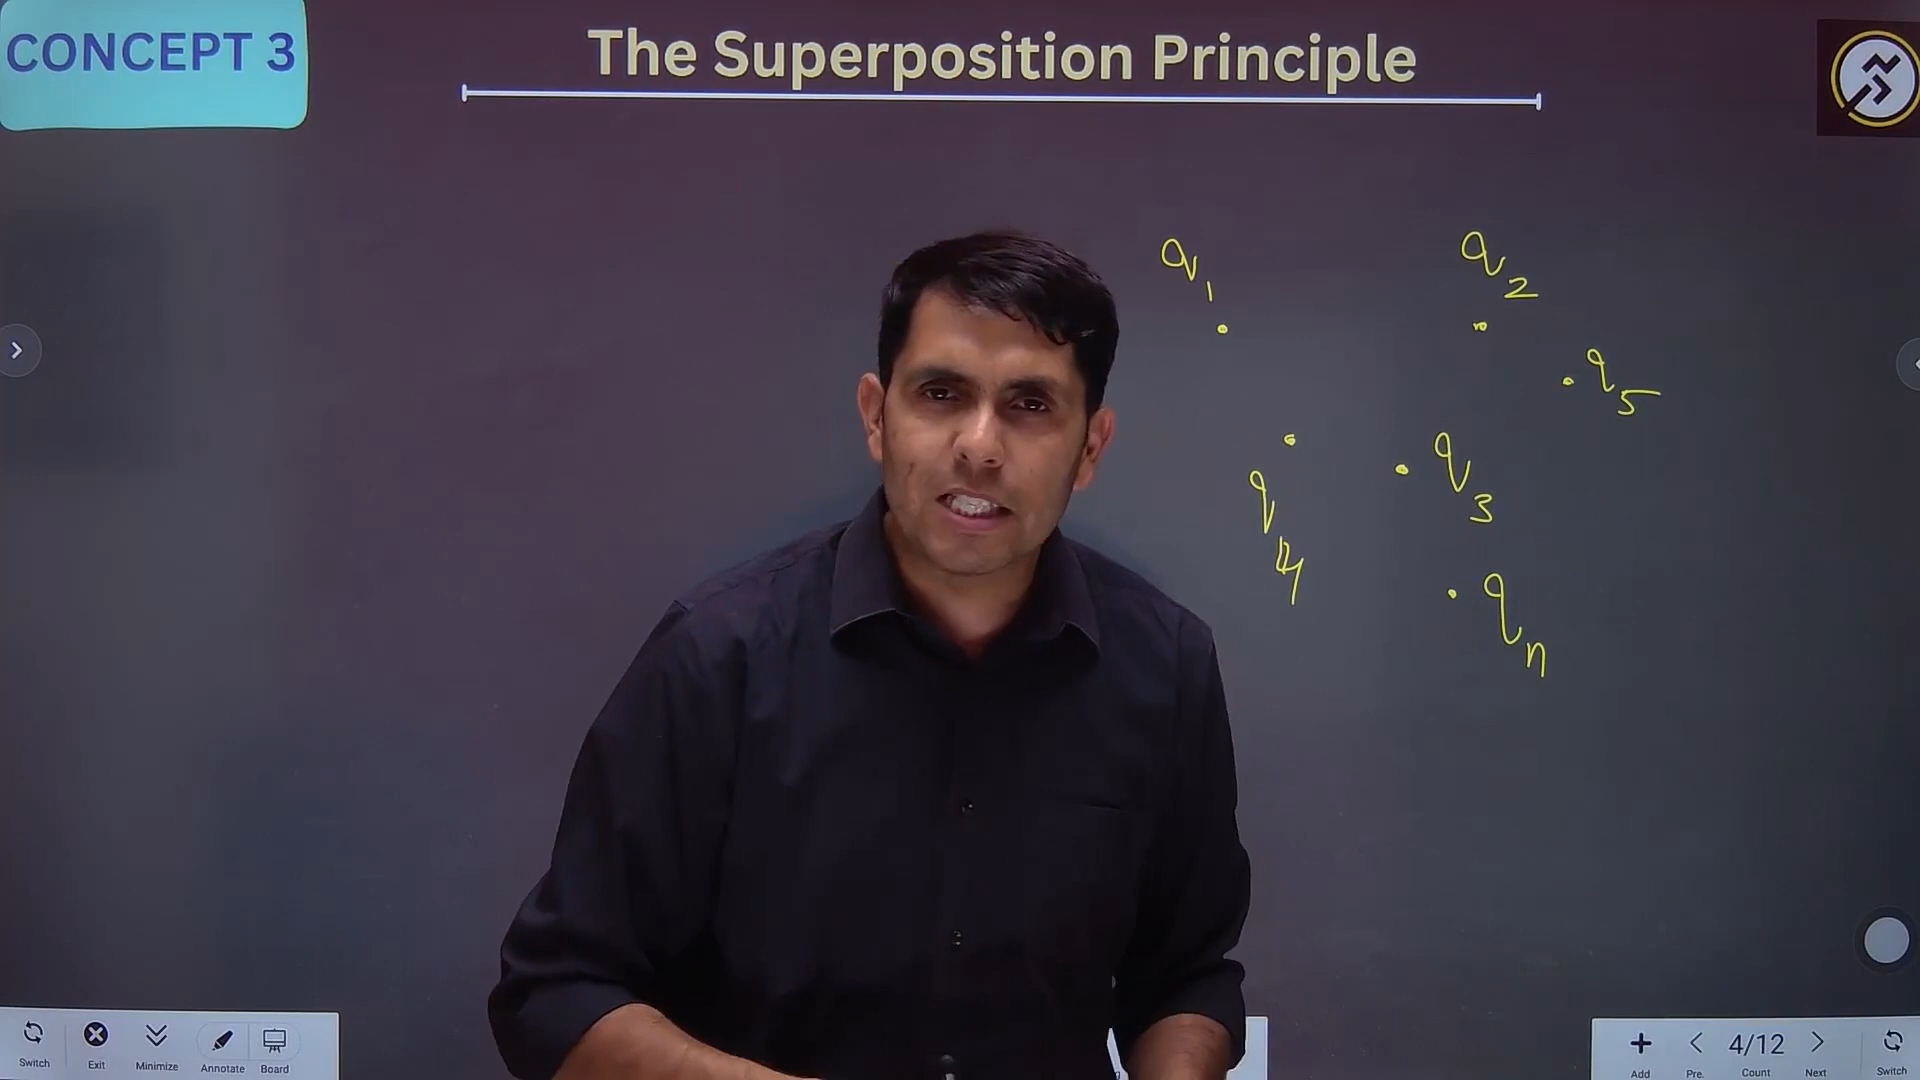 CONCEPT 3
The Superposition Principle
q1
q2
q5
q3
q4
qn
Switch
Exit
Minimize
Annotate
Board
Add
Pre.
4/12
Count
Next
Switch